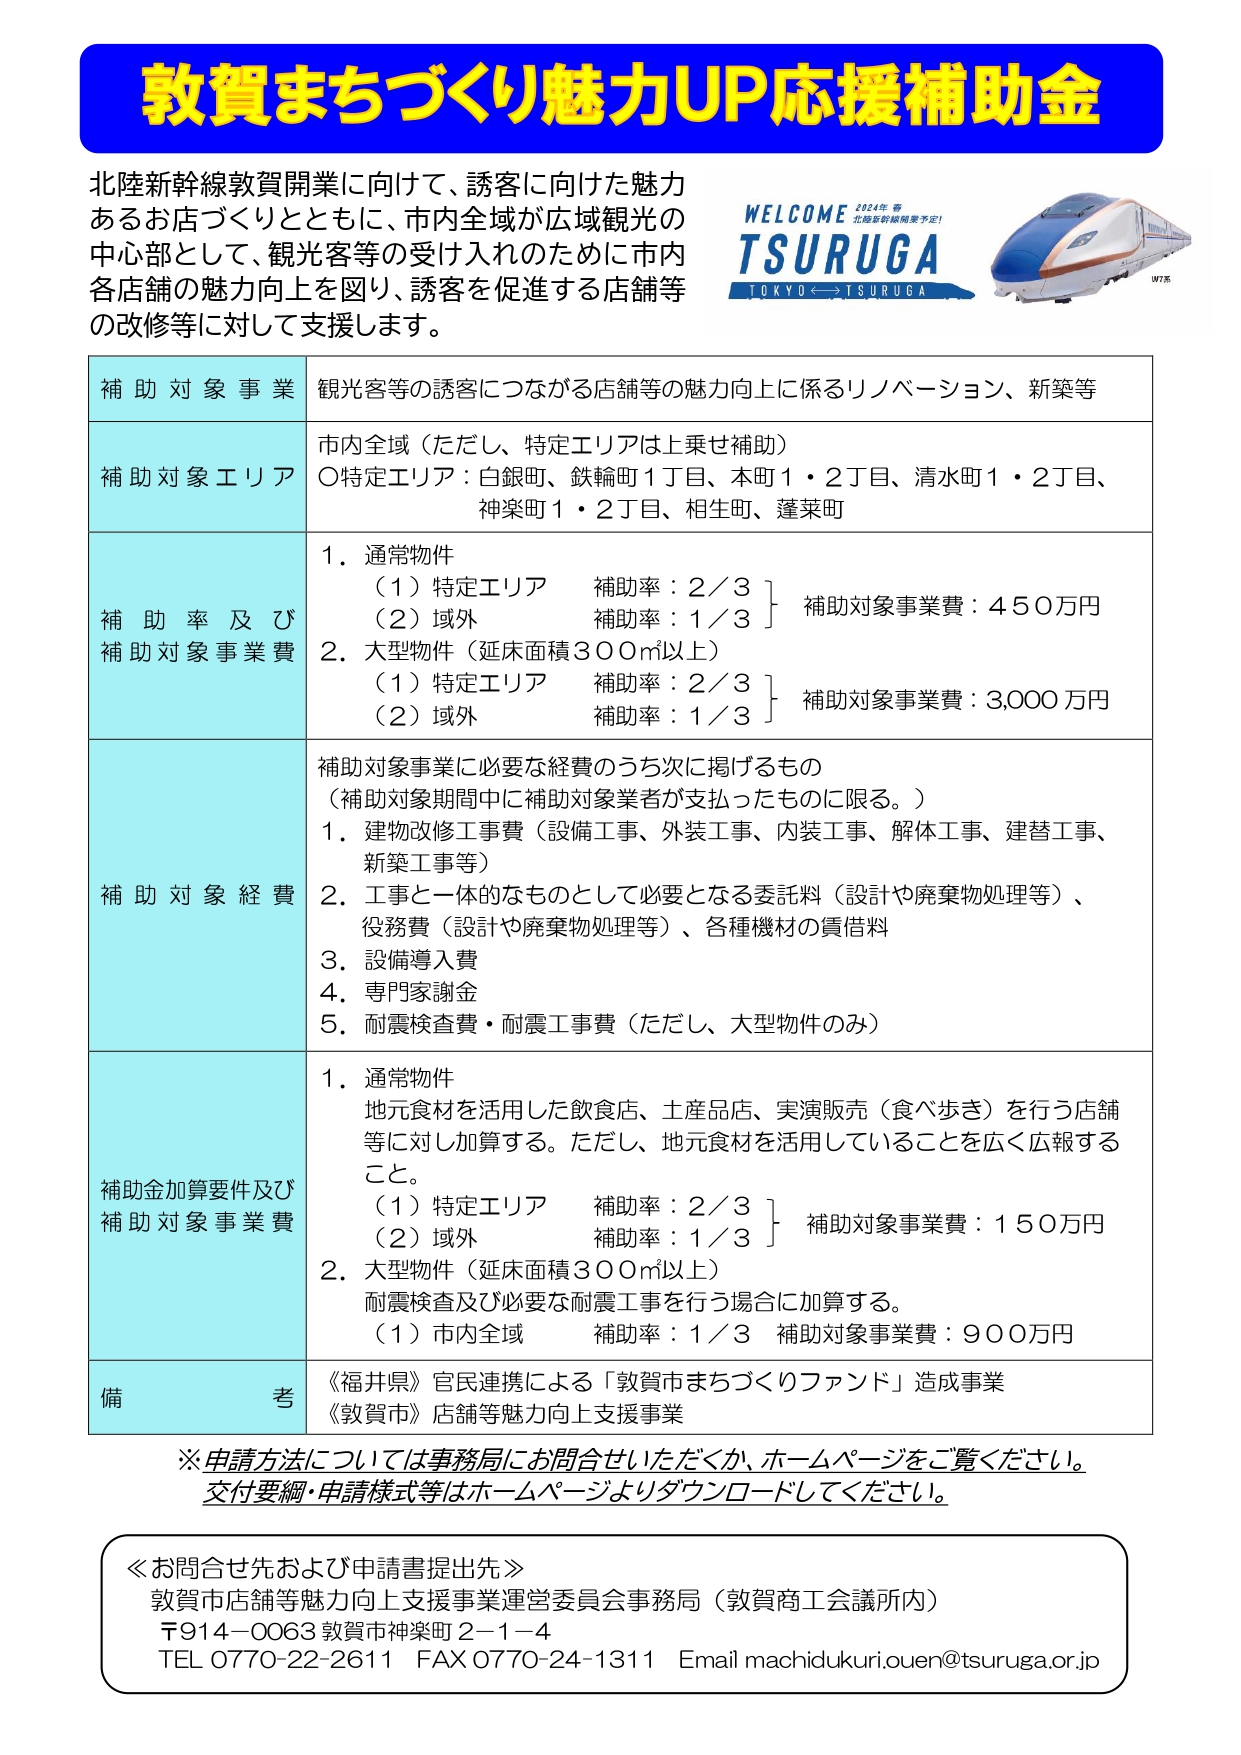 敦賀まちづくり魅力UP応援補助金
北陸新幹線敦賀開業に向けて、誘客に向けた魅力
あるお店づくりとともに、市内全域が広域観光の
中心部として、観光客等の受け入れのために市内
各店舗の魅力向上を図り、誘客を促進する店舗等
の改修等に対して支援します。
WELCOME 2024年 春
北陸新幹線開業予定!
TSURUGA
TOKYO⟷TSURUGA
W7系
補助対象事業
観光客等の誘客につながる店舗等の魅力向上に係るリノベーション、新築等
補助対象エリア
市内全域（ただし、特定エリアは上乗せ補助）
〇特定エリア：白銀町、鉄輪町１丁目、本町１・２丁目、清水町１・２丁目、
神楽町１・２丁目、相生町、蓬莱町
補助率及び
補助対象事業費
１．通常物件
（１）特定エリア　補助率：２／３
（２）域外　補助率：１／３
補助対象事業費：４５０万円
２．大型物件（延床面積３００㎡以上）
（１）特定エリア　補助率：２／３
（２）域外　補助率：１／３
補助対象事業費：3,000万円
補助対象経費
補助対象事業に必要な経費のうち次に掲げるもの
（補助対象期間中に補助対象業者が支払ったものに限る。）
１．建物改修工事費（設備工事、外装工事、内装工事、解体工事、建替工事、
新築工事等）
２．工事と一体的なものとして必要となる委託料（設計や廃棄物処理等）、
役務費（設計や廃棄物処理等）、各種機材の賃借料
３．設備導入費
４．専門家謝金
５．耐震検査費・耐震工事費（ただし、大型物件のみ）
補助金加算要件及び
補助対象事業費
１．通常物件
地元食材を活用した飲食店、土産品店、実演販売（食べ歩き）を行う店舗
等に対し加算する。ただし、地元食材を活用していることを広く広報する
こと。
（１）特定エリア　補助率：２／３
（２）域外　補助率：１／３
補助対象事業費：１５０万円
２．大型物件（延床面積３００㎡以上）
耐震検査及び必要な耐震工事を行う場合に加算する。
（１）市内全域　補助率：１／３　補助対象事業費：９００万円
備考
《福井県》官民連携による「敦賀市まちづくりファンド」造成事業
《敦賀市》店舗等魅力向上支援事業
※申請方法については事務局にお問合せいただくか、ホームページをご覧ください。
交付要綱・申請様式等はホームページよりダウンロードしてください。
≪お問合せ先および申請書提出先≫
敦賀市店舗等魅力向上支援事業運営委員会事務局（敦賀商工会議所内）
〒914－0063 敦賀市神楽町２－１－４
TEL 0770-22-2611　FAX 0770-24-1311　Email machidukuri.ouen@tsuruga.or.jp